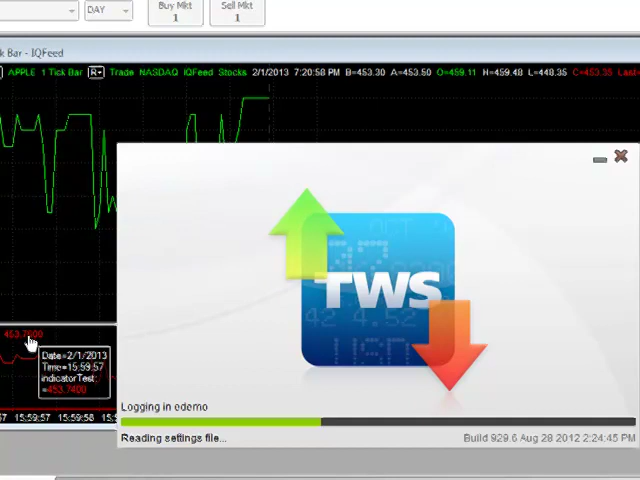 DAY
Buy Mkt
1
Sell Mkt
1
k Bar - IQFeed
APPLE 1 Tick Bar R Trade NASDAQ IQFeed Stocks 2/1/2013 7:20:58 PM B=453.30 A=453.50 O=459.11 H=459.48 L=448.35 C=453.35 Last=
TWS
453.7600
Date=2/1/2013
Time=15:59:57
indicatorTest
=453.7400
15:59:57 15:59:58
Logging in edemo
Reading settings file...
Build 929.6 Aug 28 2012 2:24:45 PM